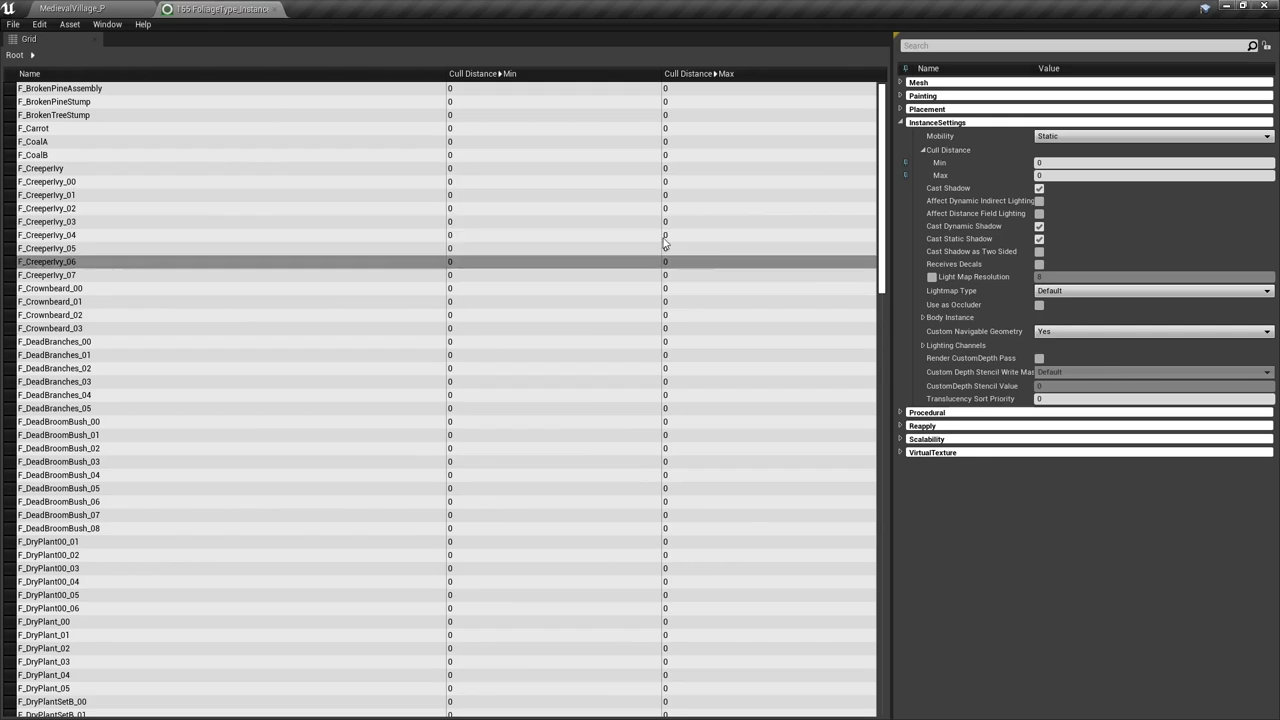 MedievalVillage_P
155 FoliageType_Instance
File Edit Asset Window Help
Grid
Root
Search
Name Cull Distance Min Cull Distance Max
F_BrokenPineAssembly 0 0
F_BrokenPineStump 0 0
F_BrokenTreeStump 0 0
F_Carrot 0 0
F_CoalA 0 0
F_CoalB 0 0
F_CreeperIvy 0 0
F_CreeperIvy_00 0 0
F_CreeperIvy_01 0 0
F_CreeperIvy_02 0 0
F_CreeperIvy_03 0 0
F_CreeperIvy_04 0 0
F_CreeperIvy_05 0 0
F_CreeperIvy_06 0 0
F_CreeperIvy_07 0 0
F_Crownbeard_00 0 0
F_Crownbeard_01 0 0
F_Crownbeard_02 0 0
F_Crownbeard_03 0 0
F_DeadBranches_00 0 0
F_DeadBranches_01 0 0
F_DeadBranches_02 0 0
F_DeadBranches_03 0 0
F_DeadBranches_04 0 0
F_DeadBranches_05 0 0
F_DeadBroomBush_00 0 0
F_DeadBroomBush_01 0 0
F_DeadBroomBush_02 0 0
F_DeadBroomBush_03 0 0
F_DeadBroomBush_04 0 0
F_DeadBroomBush_05 0 0
F_DeadBroomBush_06 0 0
F_DeadBroomBush_07 0 0
F_DeadBroomBush_08 0 0
F_DryPlant00_01 0 0
F_DryPlant00_02 0 0
F_DryPlant00_03 0 0
F_DryPlant00_04 0 0
F_DryPlant00_05 0 0
F_DryPlant00_06 0 0
F_DryPlant_00 0 0
F_DryPlant_01 0 0
F_DryPlant_02 0 0
F_DryPlant_03 0 0
F_DryPlant_04 0 0
F_DryPlant_05 0 0
F_DryPlantSetB_00 0 0
F_DryPlantSetB_01 0 0
Name Value
Mesh
Painting
Placement
InstanceSettings
Mobility Static
Cull Distance
Min 0
Max 0
Cast Shadow
Affect Dynamic Indirect Lighting
Affect Distance Field Lighting
Cast Dynamic Shadow
Cast Static Shadow
Cast Shadow as Two Sided
Receives Decals
Light Map Resolution 8
Lightmap Type Default
Use as Occluder
Body Instance
Custom Navigable Geometry Yes
Lighting Channels
Render CustomDepth Pass
Custom Depth Stencil Write Mas Default
CustomDepth Stencil Value 0
Translucency Sort Priority 0
Procedural
Reapply
Scalability
VirtualTexture